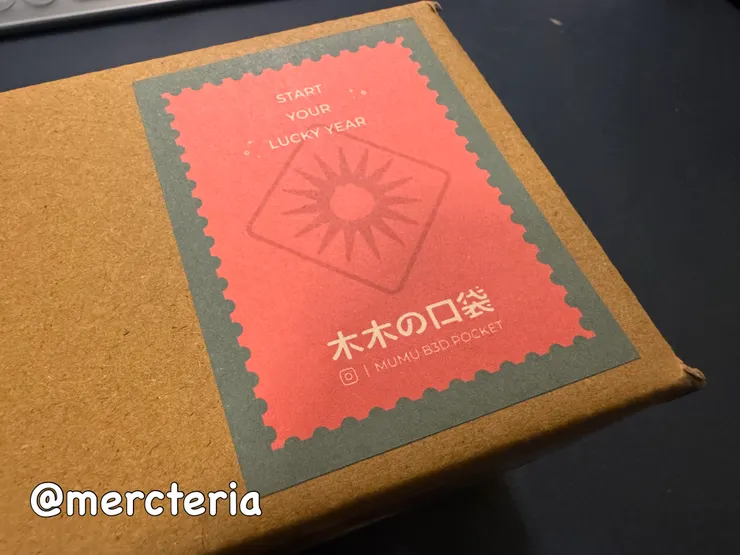 START
YOUR
LUCKY YEAR
木木の口袋
| MUMU B3D POCKET
@mercteria